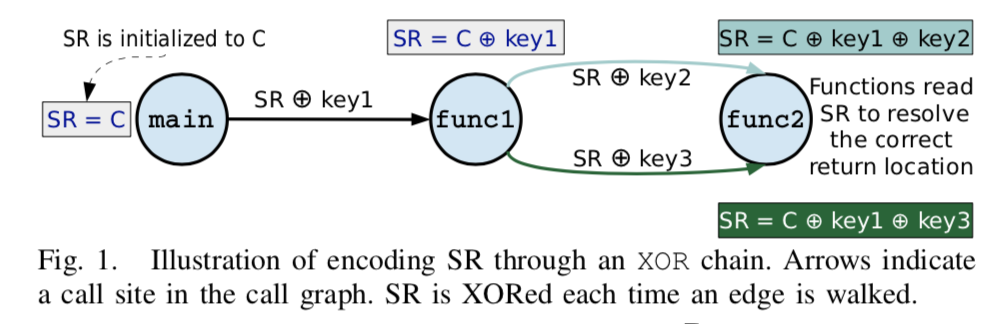 SR is initialized to C
SR = C
main
SR ⊕ key1
SR = C ⊕ key1
func1
SR ⊕ key2
SR ⊕ key3
SR = C ⊕ key1 ⊕ key2
func2
Functions read
SR to resolve
the correct
return location
SR = C ⊕ key1 ⊕ key3
Fig. 1. Illustration of encoding SR through an XOR chain. Arrows indicate
a call site in the call graph. SR is XORed each time an edge is walked.